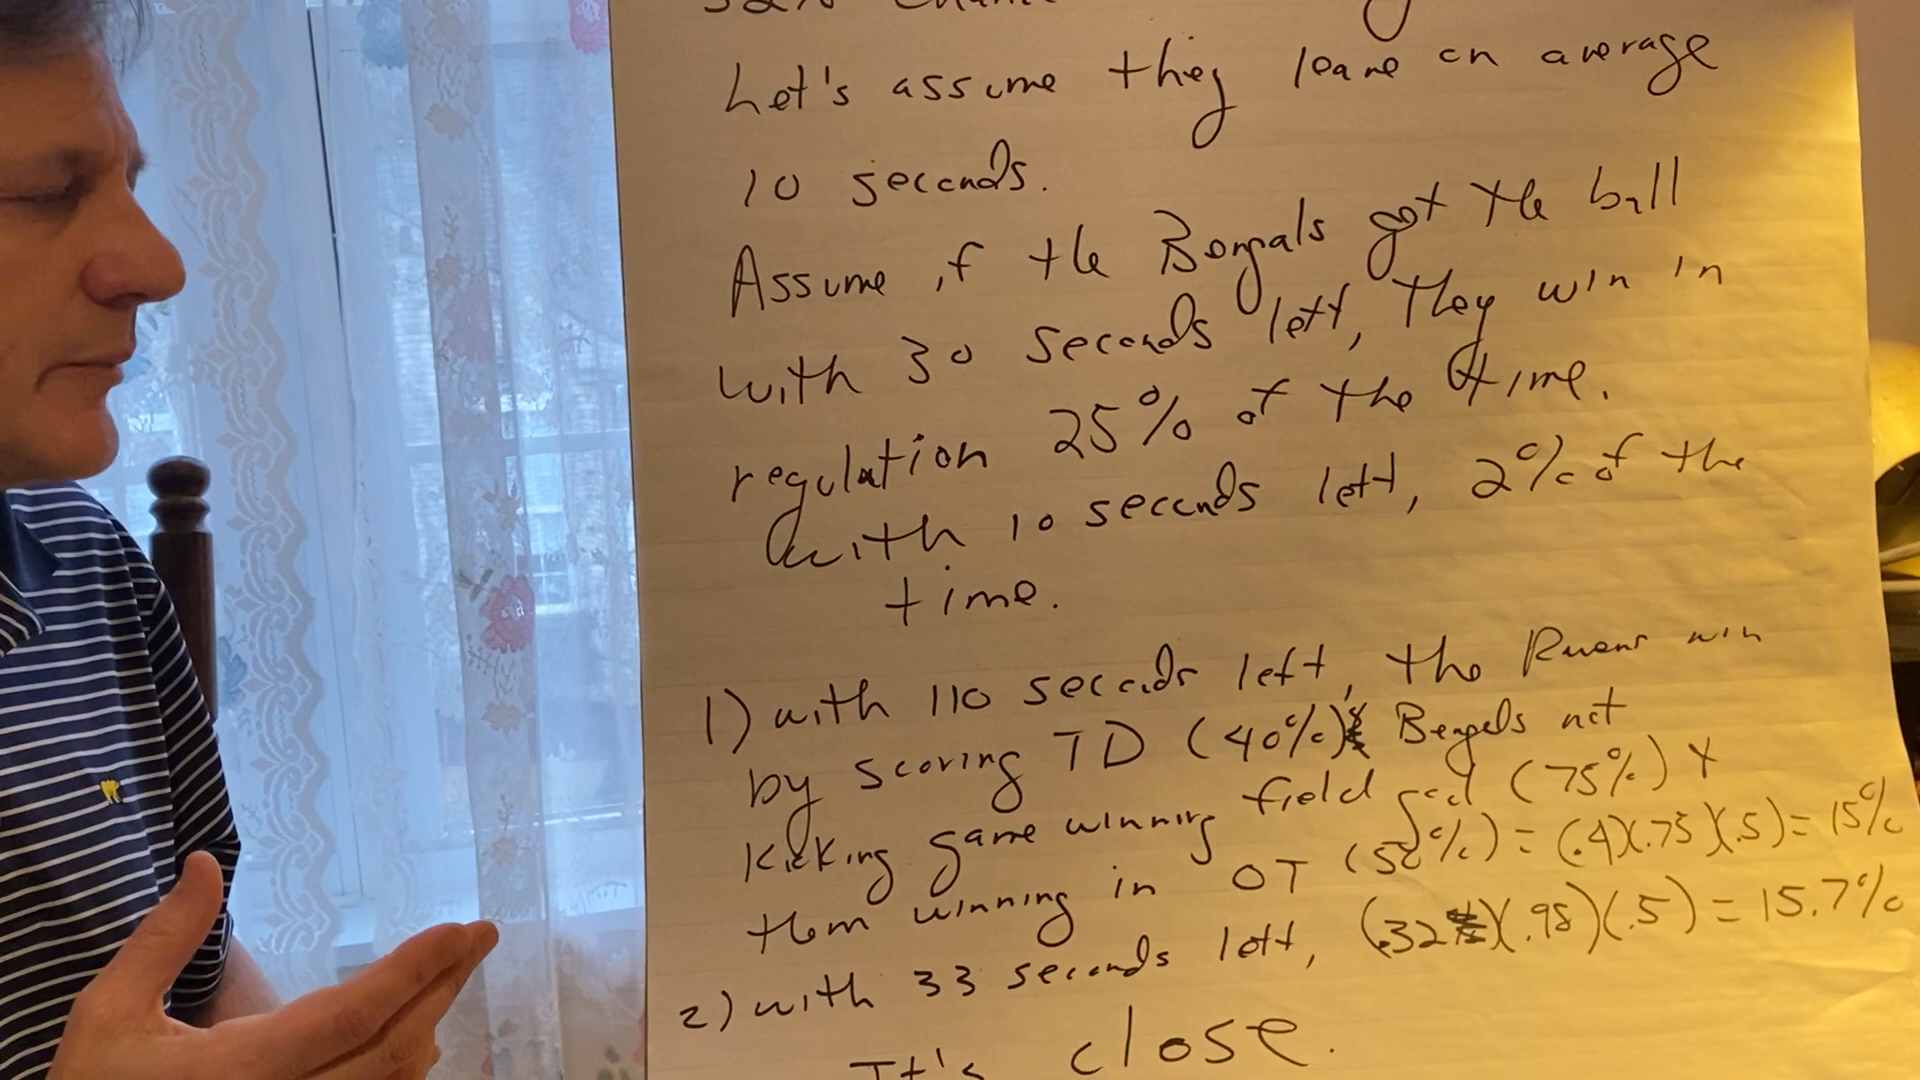 32% chance
Let's assume they leave on average
10 seconds.
Assume if the Bengals got the ball
with 30 seconds left, they win in
regulation 25% of the time.
with 10 seconds left, 2% of the
time.
1) with 110 seconds left, the Ravens win
by scoring TD (40%) Bengals not
kicking game winning field goal (75%) x
them winning in OT (50%) = (.4)(.75)(.5) = 15%
2) with 33 seconds left, (.32)(.98)(.5) = 15.7%
It's close.